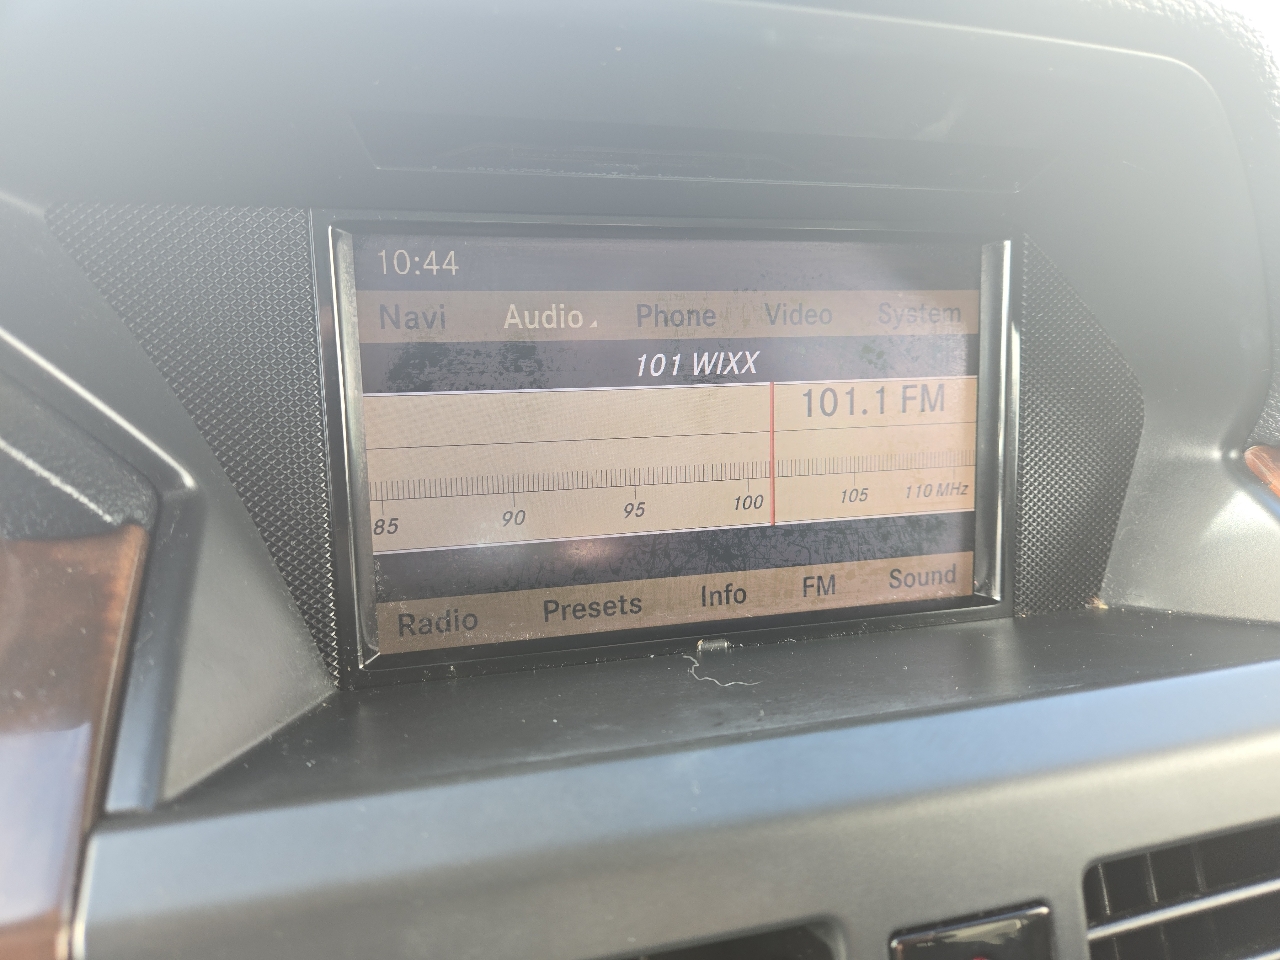 10:44
Navi Audio Phone Video System
101 WIXX
101.1 FM
85 90 95 100 105 110 MHz
Radio Presets Info FM Sound